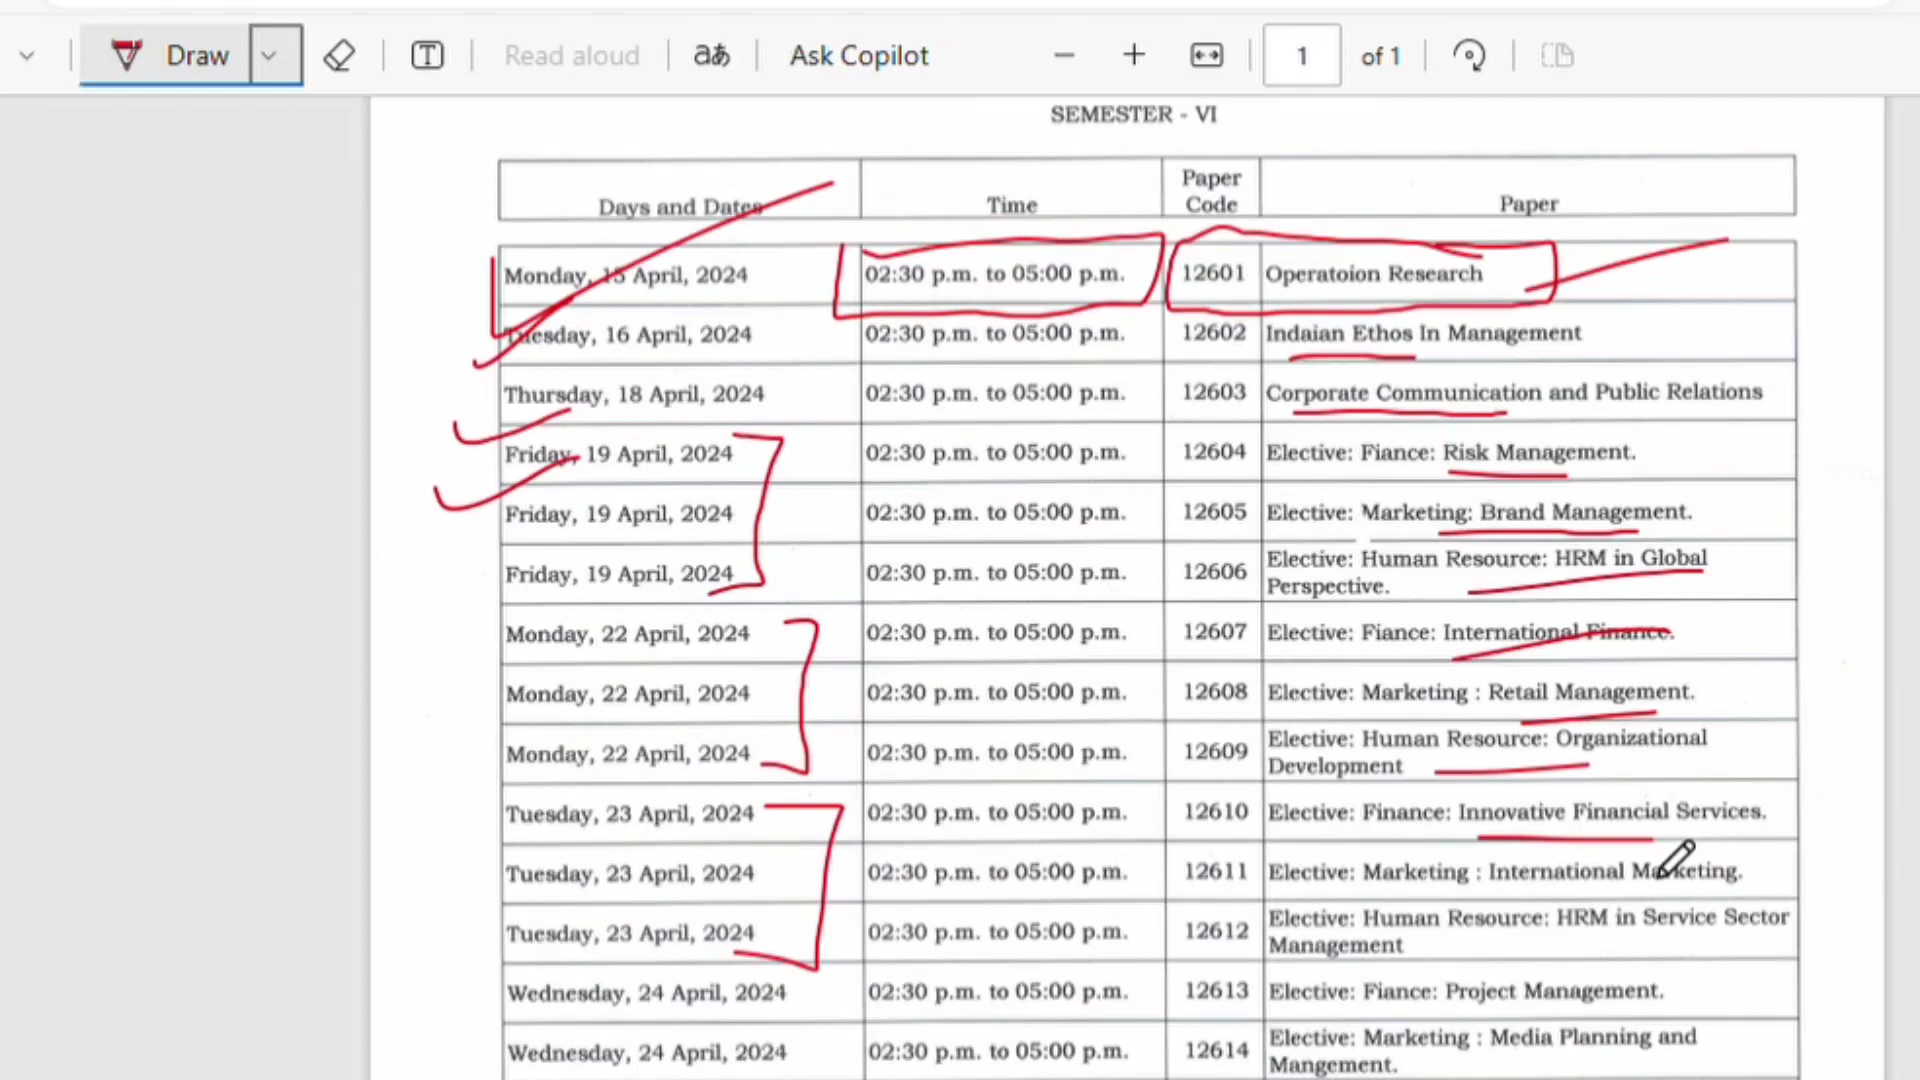 Draw Read aloud aあ Ask Copilot 1 of 1
SEMESTER - VI
Days and Dates Time Paper Code Paper
Monday, 15 April, 2024 02:30 p.m. to 05:00 p.m. 12601 Operatoion Research
Tuesday, 16 April, 2024 02:30 p.m. to 05:00 p.m. 12602 Indaian Ethos In Management
Thursday, 18 April, 2024 02:30 p.m. to 05:00 p.m. 12603 Corporate Communication and Public Relations
Friday, 19 April, 2024 02:30 p.m. to 05:00 p.m. 12604 Elective: Fiance: Risk Management.
Friday, 19 April, 2024 02:30 p.m. to 05:00 p.m. 12605 Elective: Marketing: Brand Management.
Friday, 19 April, 2024 02:30 p.m. to 05:00 p.m. 12606 Elective: Human Resource: HRM in Global
Perspective.
Monday, 22 April, 2024 02:30 p.m. to 05:00 p.m. 12607 Elective: Fiance: International Finance.
Monday, 22 April, 2024 02:30 p.m. to 05:00 p.m. 12608 Elective: Marketing : Retail Management.
Monday, 22 April, 2024 02:30 p.m. to 05:00 p.m. 12609 Elective: Human Resource: Organizational
Development
Tuesday, 23 April, 2024 02:30 p.m. to 05:00 p.m. 12610 Elective: Finance: Innovative Financial Services.
Tuesday, 23 April, 2024 02:30 p.m. to 05:00 p.m. 12611 Elective: Marketing : International Marketing.
Tuesday, 23 April, 2024 02:30 p.m. to 05:00 p.m. 12612 Elective: Human Resource: HRM in Service Sector
Management
Wednesday, 24 April, 2024 02:30 p.m. to 05:00 p.m. 12613 Elective: Fiance: Project Management.
Wednesday, 24 April, 2024 02:30 p.m. to 05:00 p.m. 12614 Elective: Marketing : Media Planning and
Mangement.